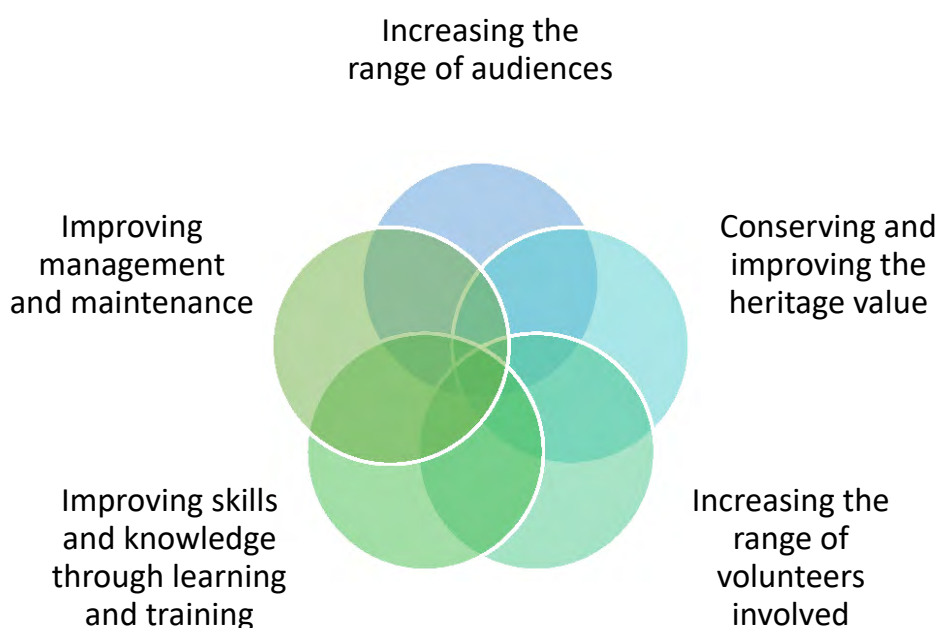 Increasing the
range of audiences
Improving
management
and maintenance
Conserving and
improving the
heritage value
Improving skills
and knowledge
through learning
and training
Increasing the
range of
volunteers
involved